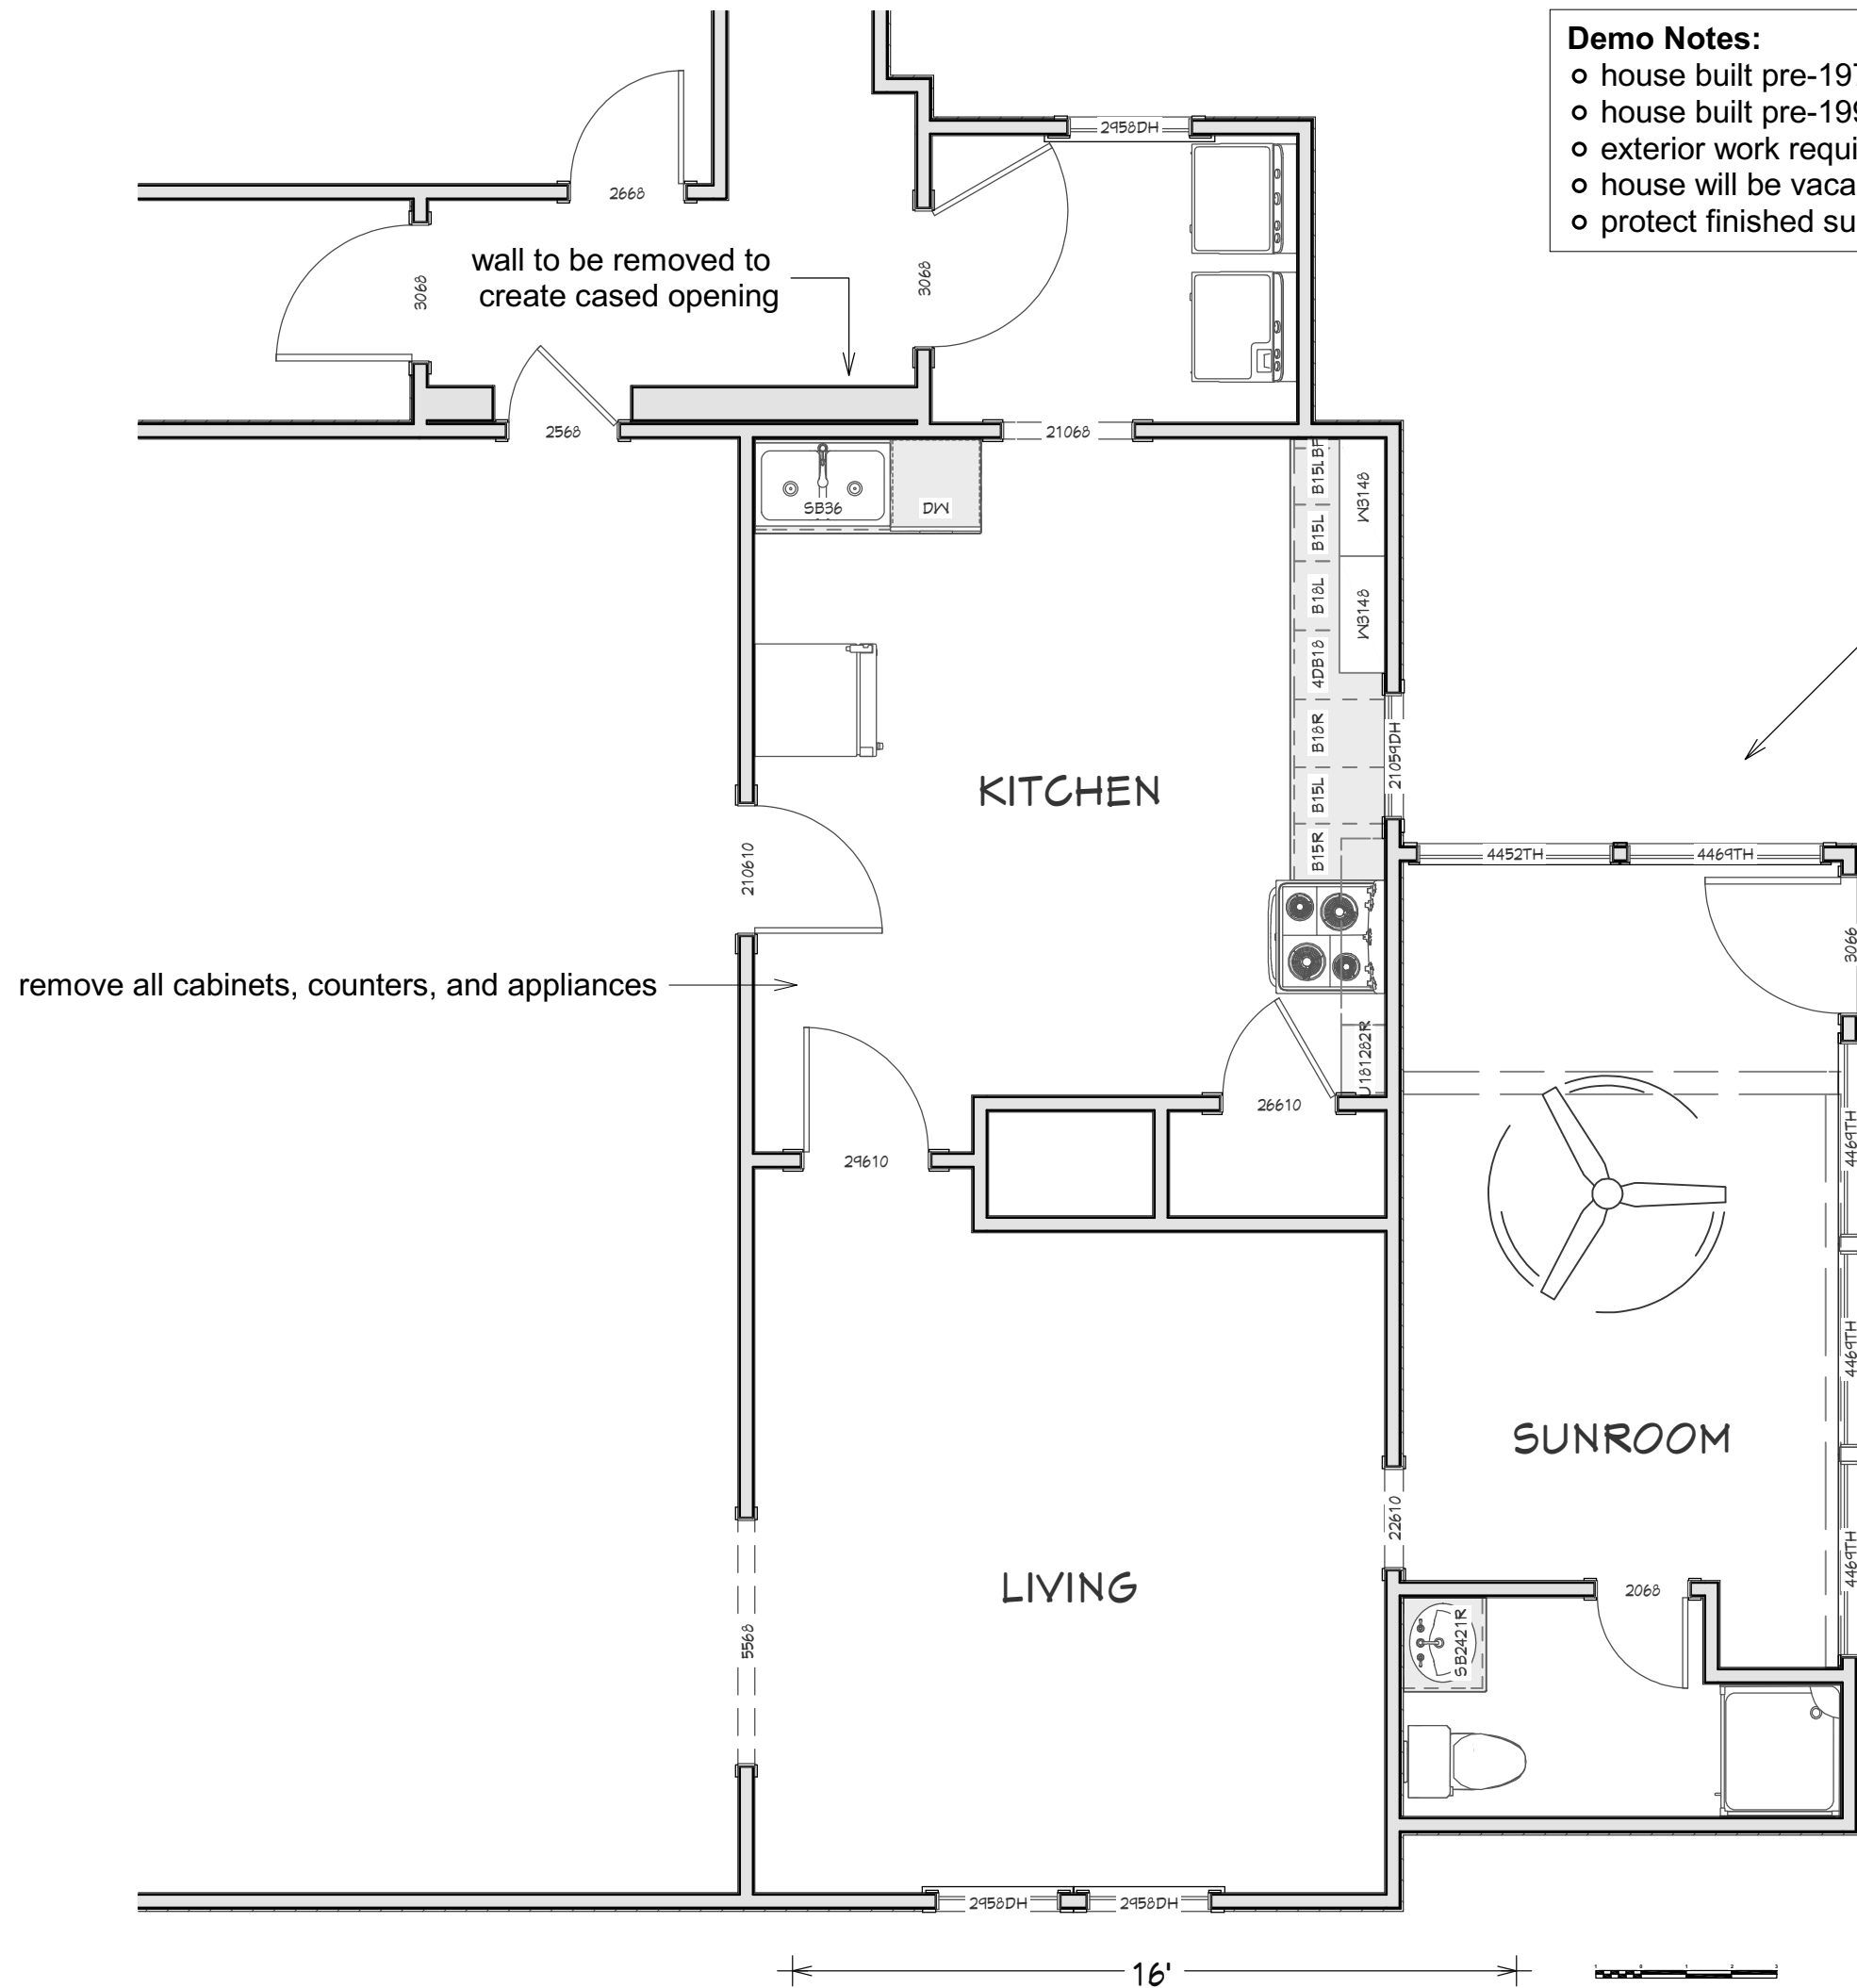 Demo Notes:
house built pre-197
house built pre-199
exterior work requi
house will be vaca
protect finished su
2958DH
2668
wall to be removed to
create cased opening
3068
3068
2568
21068
SB36
DW
B15LBF
B15L
B18L
4DB18
B18R
B15L
B15R
W3148
W3148
21059DH
KITCHEN
4452TH
4469TH
210610
3066
remove all cabinets, counters, and appliances
U181282R
26610
29610
4469TH
4469TH
SUNROOM
22610
4469TH
LIVING
2068
5568
SB2421R
2958DH
2958DH
16'